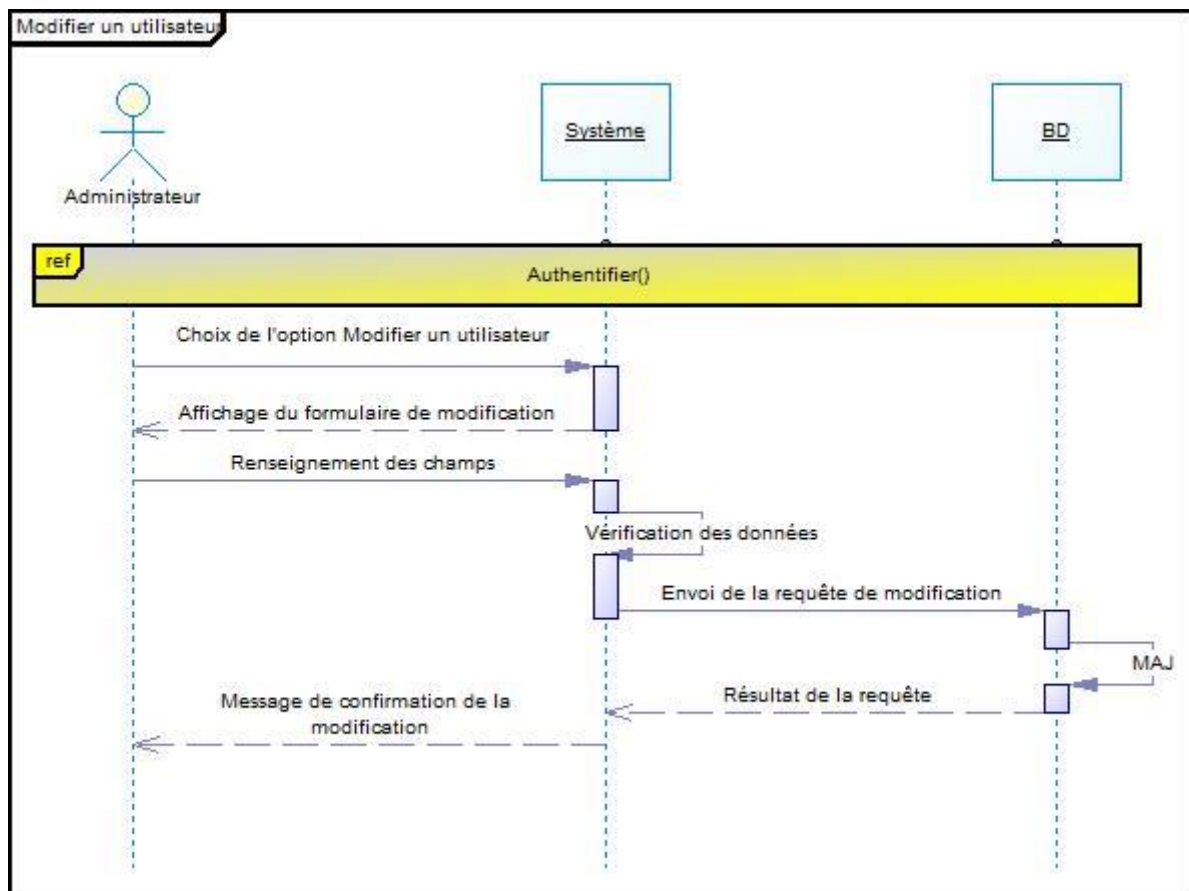 Modifier un utilisateur
Système
BD
Administrateur
ref
Authentifier()
Choix de l'option Modifier un utilisateur
Affichage du formulaire de modification
Renseignement des champs
Vérification des données
Envoi de la requête de modification
MAJ
Résultat de la requête
Message de confirmation de la
modification